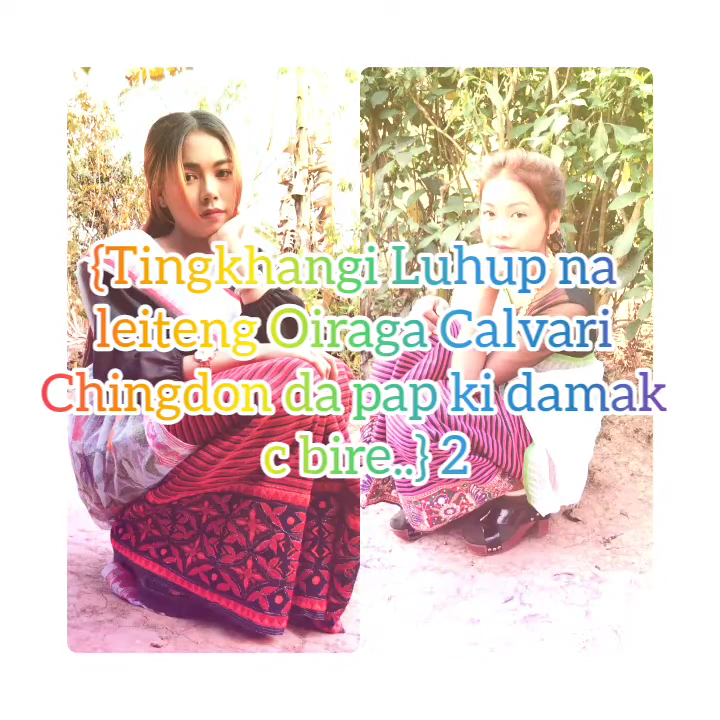 {Tingkhangi Luhup na
leiteng Oiraga Calvari
Chingdon da pap ki damak
c bire..} 2